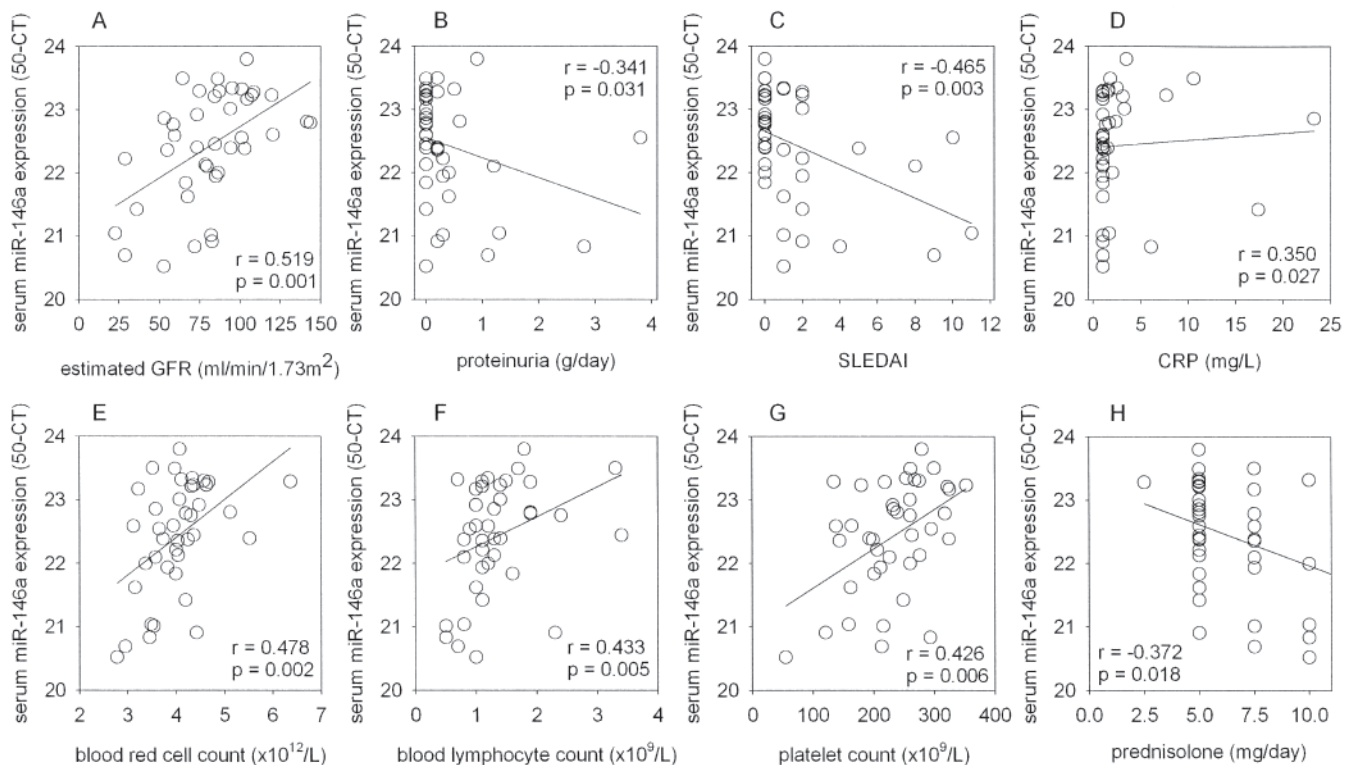 A
serum miR-146a expression (50-CT)
24
23
22
21
20
0 25 50 75 100 125 150
r = 0.519
p = 0.001
estimated GFR (ml/min/1.73m²)
B
serum miR-146a expression (50-CT)
24
23
22
21
20
0 1 2 3 4
r = -0.341
p = 0.031
proteinuria (g/day)
C
serum miR-146a expression (50-CT)
24
23
22
21
20
0 2 4 6 8 10 12
r = -0.465
p = 0.003
SLEDAI
D
serum miR-146a expression (50-CT)
24
23
22
21
20
0 5 10 15 20 25
r = 0.350
p = 0.027
CRP (mg/L)
E
serum miR-146a expression (50-CT)
24
23
22
21
20
2 3 4 5 6 7
r = 0.478
p = 0.002
blood red cell count (x10¹²/L)
F
serum miR-146a expression (50-CT)
24
23
22
21
20
0 1 2 3 4
r = 0.433
p = 0.005
blood lymphocyte count (x10⁹/L)
G
serum miR-146a expression (50-CT)
24
23
22
21
20
0 100 200 300 400
r = 0.426
p = 0.006
platelet count (x10⁹/L)
H
serum miR-146a expression (50-CT)
24
23
22
21
20
0.0 2.5 5.0 7.5 10.0
r = -0.372
p = 0.018
prednisolone (mg/day)